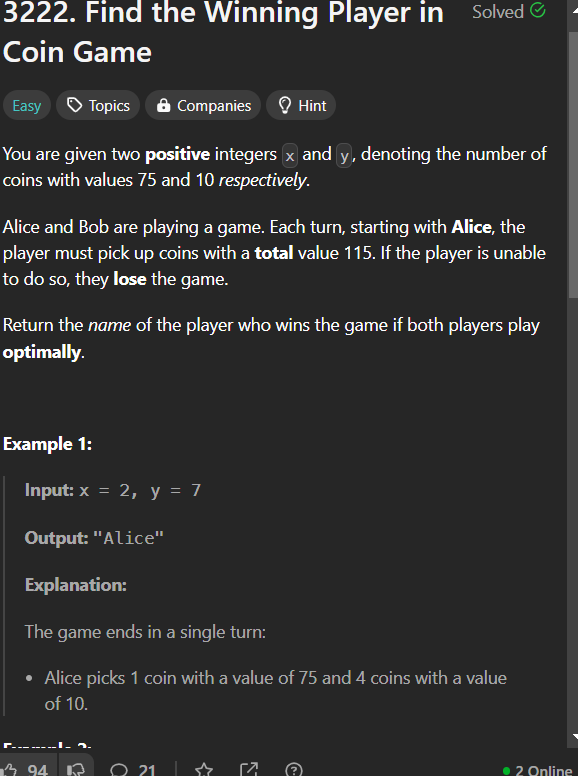 3222. Find the Winning Player in Solved
Coin Game
Easy Topics Companies Hint
You are given two positive integers x and y, denoting the number of
coins with values 75 and 10 respectively.
Alice and Bob are playing a game. Each turn, starting with Alice, the
player must pick up coins with a total value 115. If the player is unable
to do so, they lose the game.
Return the name of the player who wins the game if both players play
optimally.
Example 1:
Input: x = 2, y = 7
Output: "Alice"
Explanation:
The game ends in a single turn:
• Alice picks 1 coin with a value of 75 and 4 coins with a value
of 10.
94 21 2 Online